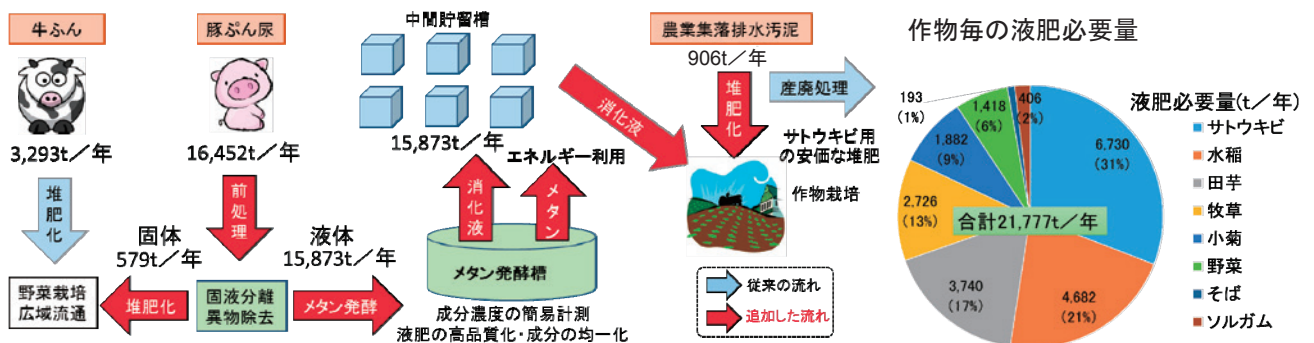 牛ふん
3,293t／年
堆肥化
野菜栽培
広域流通
豚ぷん尿
16,452t／年
前処理
固体
579t／年
液体
15,873t／年
堆肥化
固液分離
異物除去
メタン発酵
中間貯留槽
15,873t／年
エネルギー利用
消化液
メタン
メタン発酵槽
成分濃度の簡易計測
液肥の高品質化・成分の均一化
消化液
農業集落排水汚泥
906t／年
堆肥化
産廃処理
サトウキビ用
の安価な堆肥
作物栽培
従来の流れ
追加した流れ
作物毎の液肥必要量
液肥必要量(t／年)
サトウキビ
水稲
田芋
牧草
小菊
野菜
そば
ソルガム
6,730
(31%)
4,682
(21%)
3,740
(17%)
2,726
(13%)
1,882
(9%)
1,418
(6%)
193
(1%)
406
(2%)
合計21,777t／年